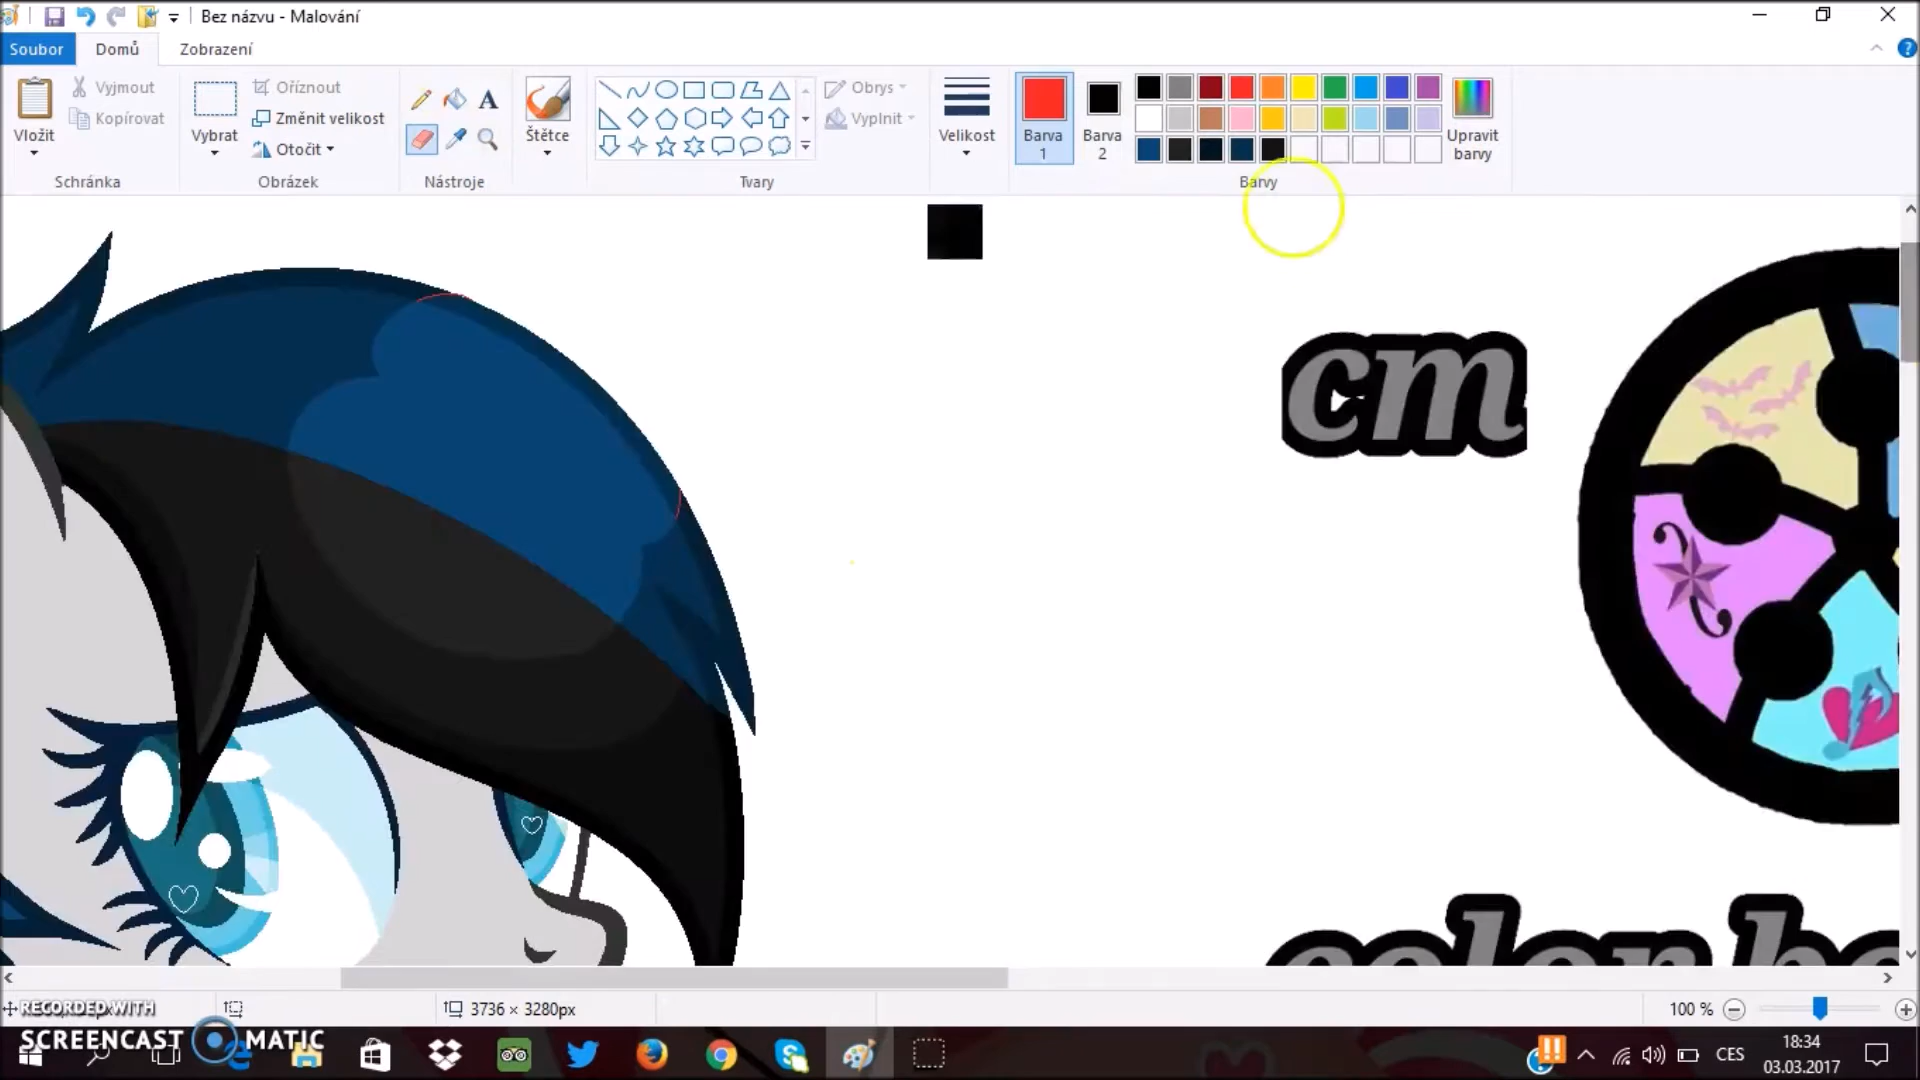 Bez názvu - Malování
Soubor
Domů
Zobrazení
Vložit
Vyjmout
Kopírovat
Schránka
Vybrat
Oříznout
Změnit velikost
Otočit
Obrázek
A
Nástroje
Štětce
Tvary
Obrys
Vyplnit
Velikost
Barva
1
Barva
2
Upravit
barvy
Barvy
cm
3736 × 3280px
100 %
RECORDED WITH
SCREENCAST MATIC
CES
18:34
03.03.2017